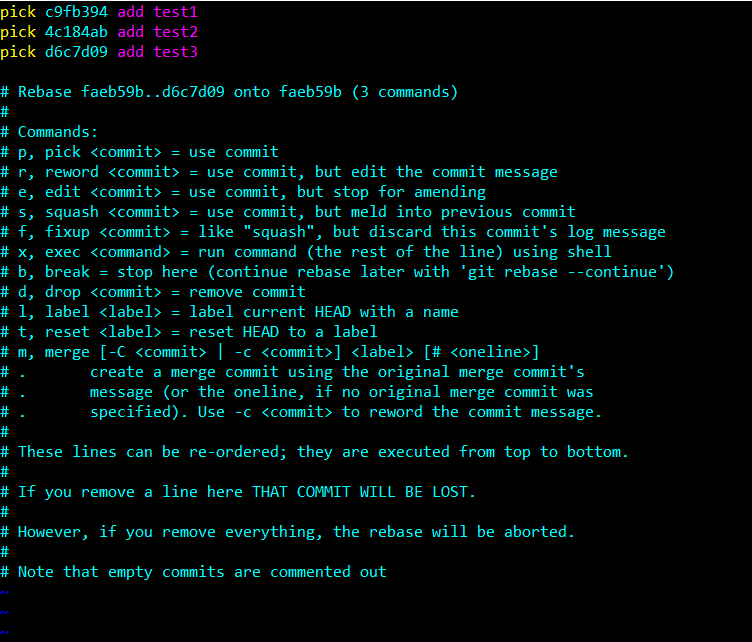 pick c9fb394 add test1
pick 4c184ab add test2
pick d6c7d09 add test3
# Rebase faeb59b..d6c7d09 onto faeb59b (3 commands)
#
# Commands:
# p, pick <commit> = use commit
# r, reword <commit> = use commit, but edit the commit message
# e, edit <commit> = use commit, but stop for amending
# s, squash <commit> = use commit, but meld into previous commit
# f, fixup <commit> = like "squash", but discard this commit's log message
# x, exec <command> = run command (the rest of the line) using shell
# b, break = stop here (continue rebase later with 'git rebase --continue')
# d, drop <commit> = remove commit
# l, label <label> = label current HEAD with a name
# t, reset <label> = reset HEAD to a label
# m, merge [-C <commit> | -c <commit>] <label> [# <oneline>]
# .       create a merge commit using the original merge commit's
# .       message (or the oneline, if no original merge commit was
# .       specified). Use -c <commit> to reword the commit message.
#
# These lines can be re-ordered; they are executed from top to bottom.
#
# If you remove a line here THAT COMMIT WILL BE LOST.
#
# However, if you remove everything, the rebase will be aborted.
#
# Note that empty commits are commented out
~
~
~